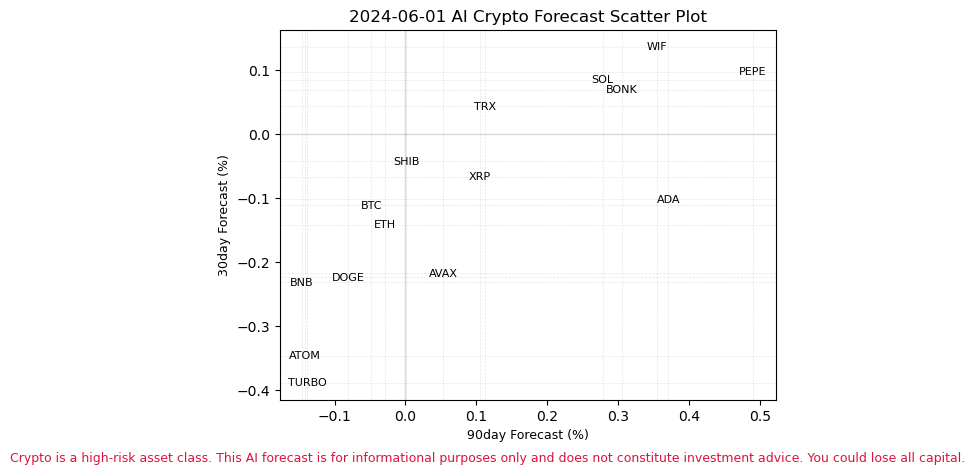 2024-06-01 AI Crypto Forecast Scatter Plot
WIF
PEPE
0.1
SOL
BONK
TRX
0.0
SHIB
XRP
−0.1
ADA
BTC
ETH
30day Forecast (%)
−0.2
AVAX
DOGE
BNB
−0.3
ATOM
TURBO
−0.4
−0.1 0.0 0.1 0.2 0.3 0.4 0.5
90day Forecast (%)
Crypto is a high-risk asset class. This AI forecast is for informational purposes only and does not constitute investment advice. You could lose all capital.